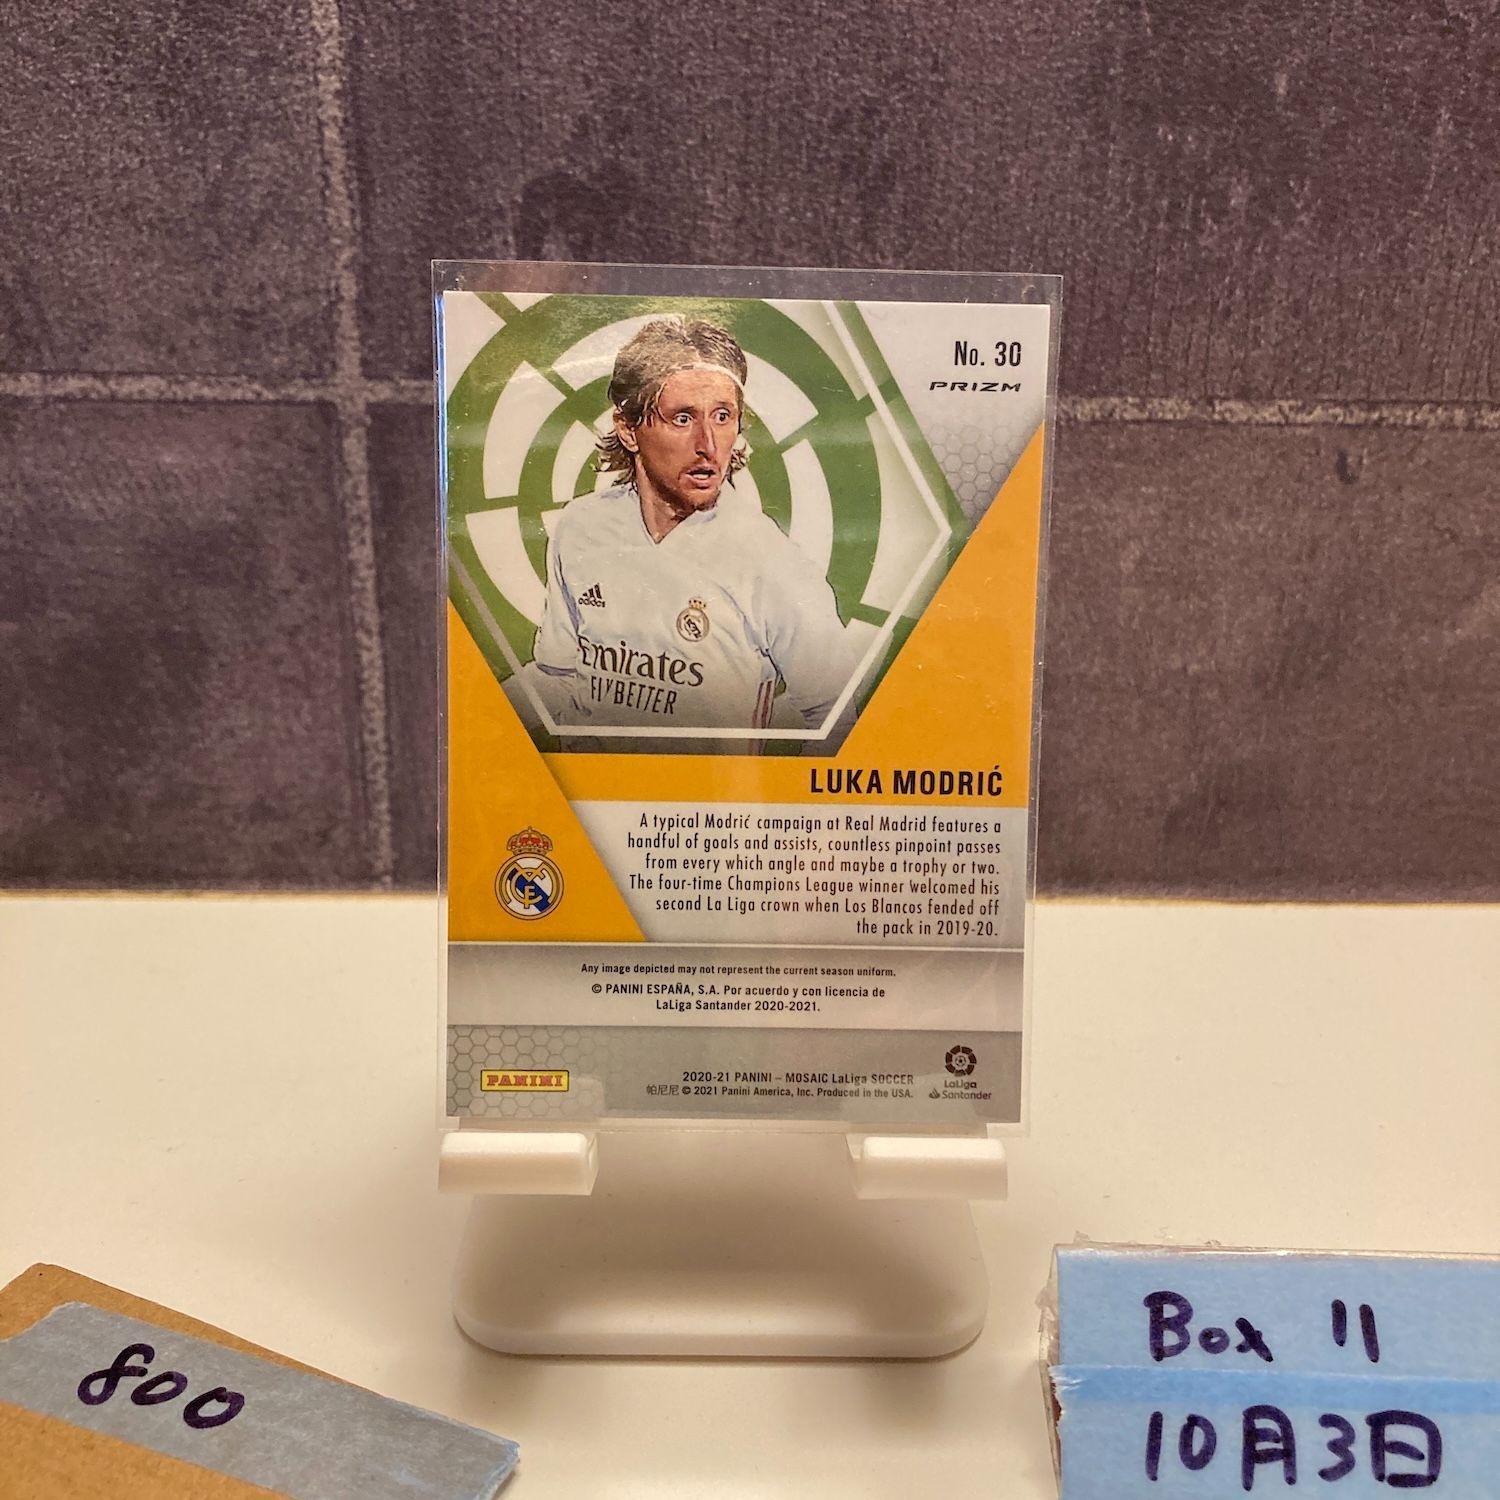 No. 30
PRIZM
adidas
Emirates
FLY BETTER
LUKA MODRIĆ
A typical Modrić campaign at Real Madrid features a
handful of goals and assists, countless pinpoint passes
from every which angle and maybe a trophy or two.
The four-time Champions League winner welcomed his
second La Liga crown when Los Blancos fended off
the pack in 2019-20.
Any image depicted may not represent the current season uniform.
© PANINI ESPAÑA, S.A. Por acuerdo y con licencia de
LaLiga Santander 2020-2021.
PANINI
2020-21 PANINI – MOSAIC LaLiga SOCCER
帕尼尼 © 2021 Panini America, Inc. Produced in the USA.
LaLiga
Santander
800
Box 11
10月3日